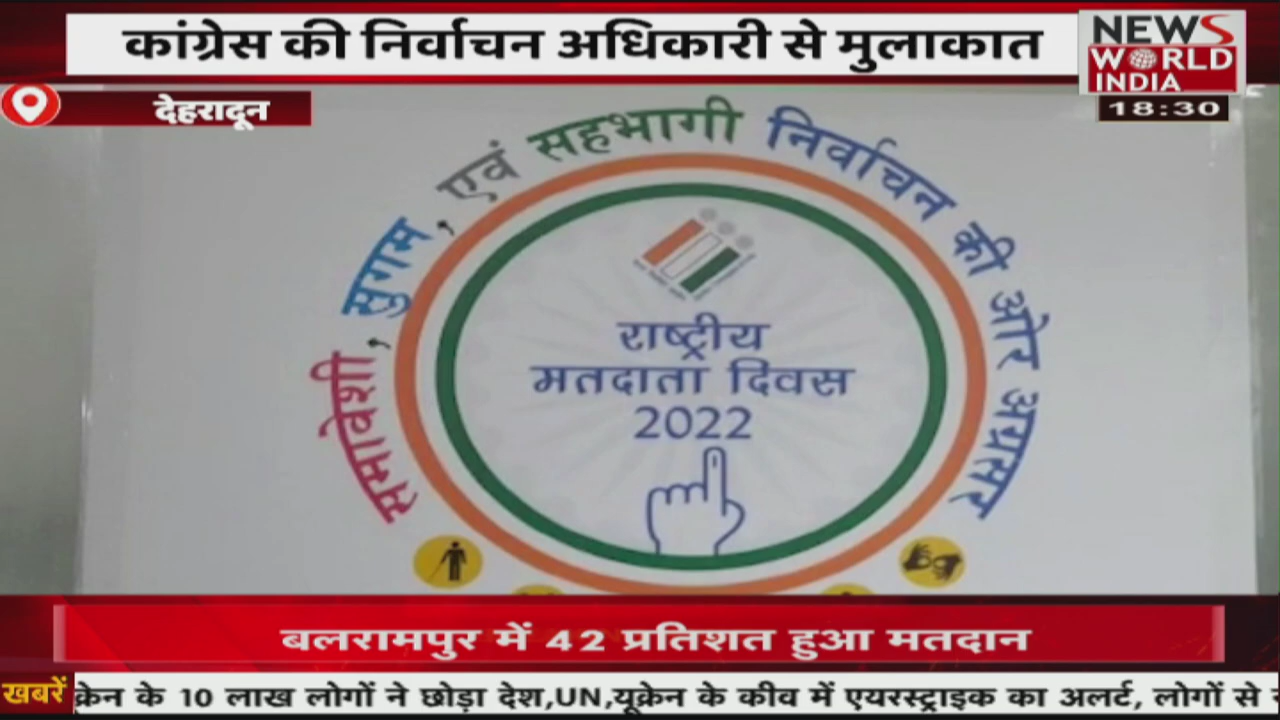 कांग्रेस की निर्वाचन अधिकारी से मुलाकात
NEWS
WORLD
INDIA
18:30
देहरादून
समावेशी, सुगम, एवं सहभागी निर्वाचन की ओर अग्रसर
राष्ट्रीय
मतदाता दिवस
2022
बलरामपुर में 42 प्रतिशत हुआ मतदान
खबरें
क्रेन के 10 लाख लोगों ने छोड़ा देश,UN,यूक्रेन के कीव में एयरस्ट्राइक का अलर्ट, लोगों से